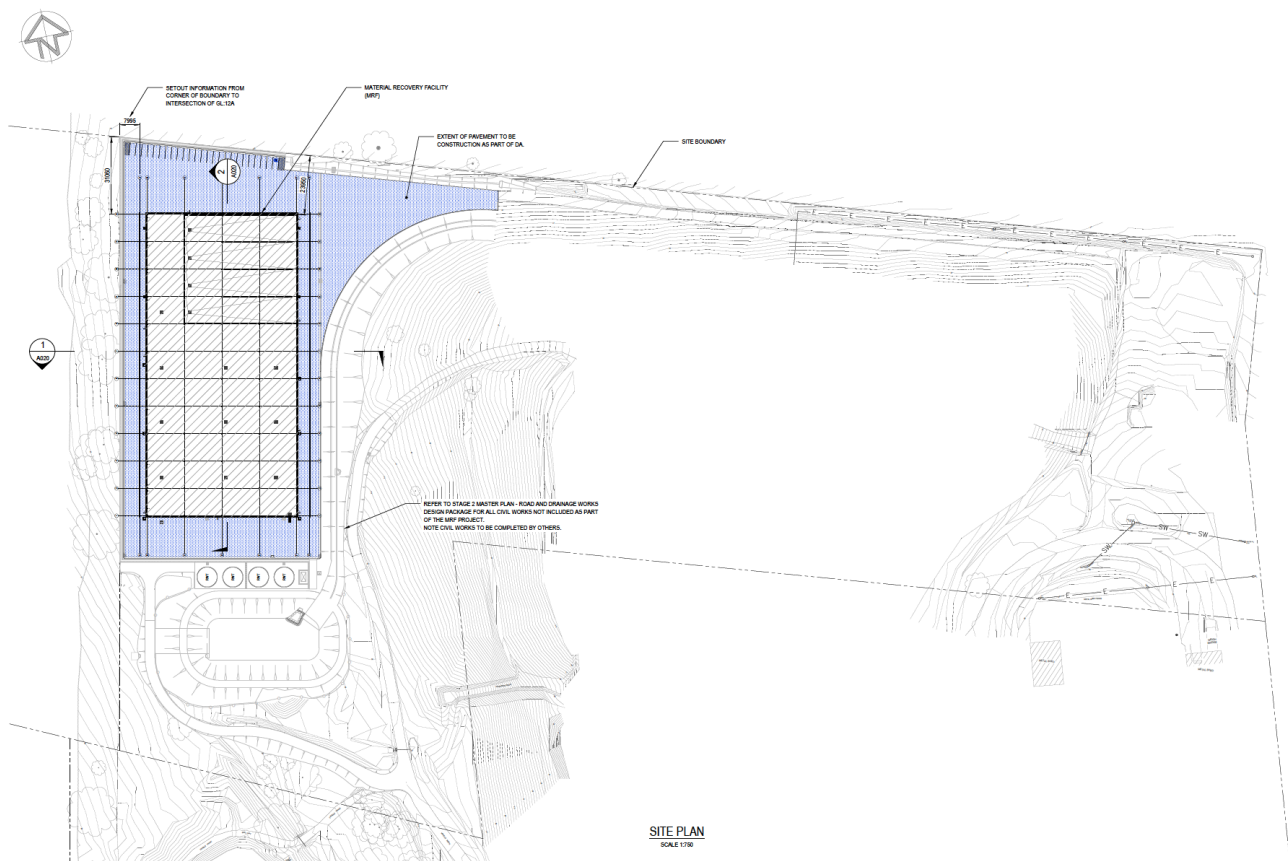 N
SETOUT INFORMATION FROM
CORNER OF BOUNDARY TO
INTERSECTION OF GL:12A
MATERIAL RECOVERY FACILITY
(MRF)
7995
EXTENT OF PAVEMENT TO BE
CONSTRUCTION AS PART OF DA.
SITE BOUNDARY
31060
2
A020
23960
E E E E E E E E E
1
A020
REFER TO STAGE 2 MASTER PLAN - ROAD AND DRAINAGE WORKS
DESIGN PACKAGE FOR ALL CIVIL WORKS NOT INCLUDED AS PART
OF THE MRF PROJECT.
NOTE CIVIL WORKS TO BE COMPLETED BY OTHERS.
SW SW
SW
E E E E
SITE PLAN
SCALE 1:750